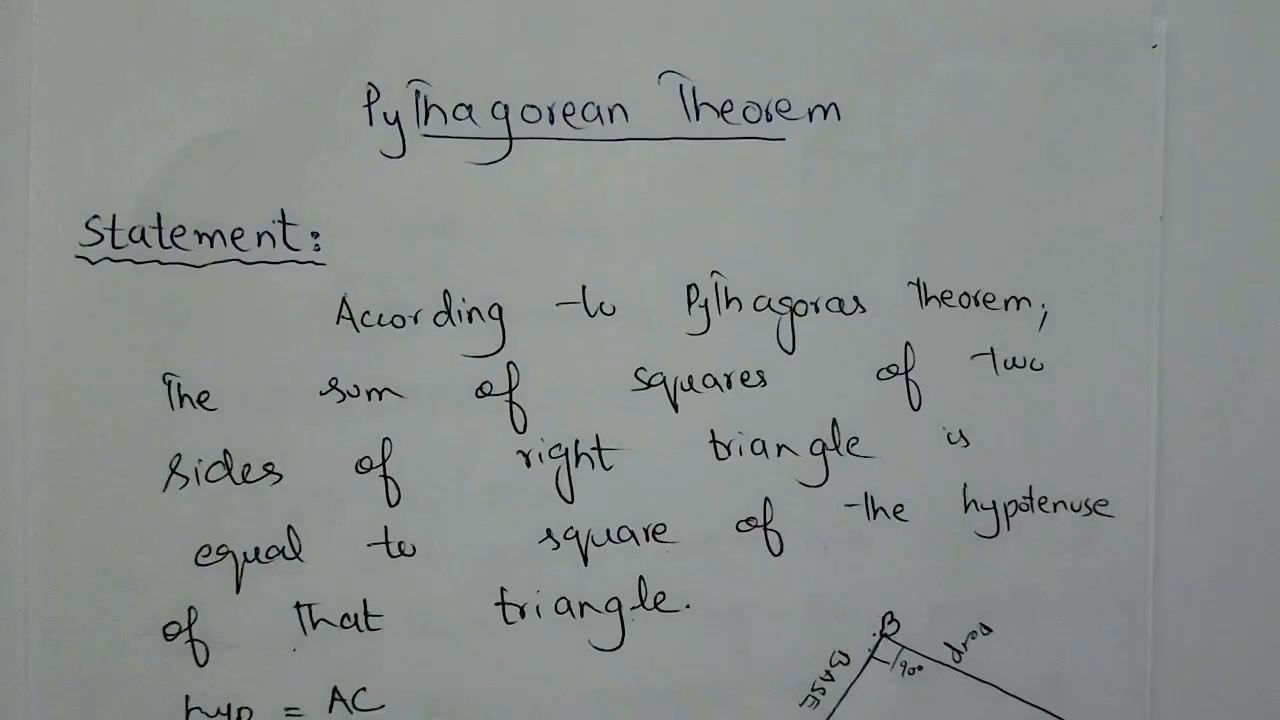 Pythagorean Theorem
Statement:
According to Pythagoras theorem;
The sum of squares of two
sides of right triangle is
equal to square of the hypotenuse
of that triangle.
hyp = AC
B
BASE
90°